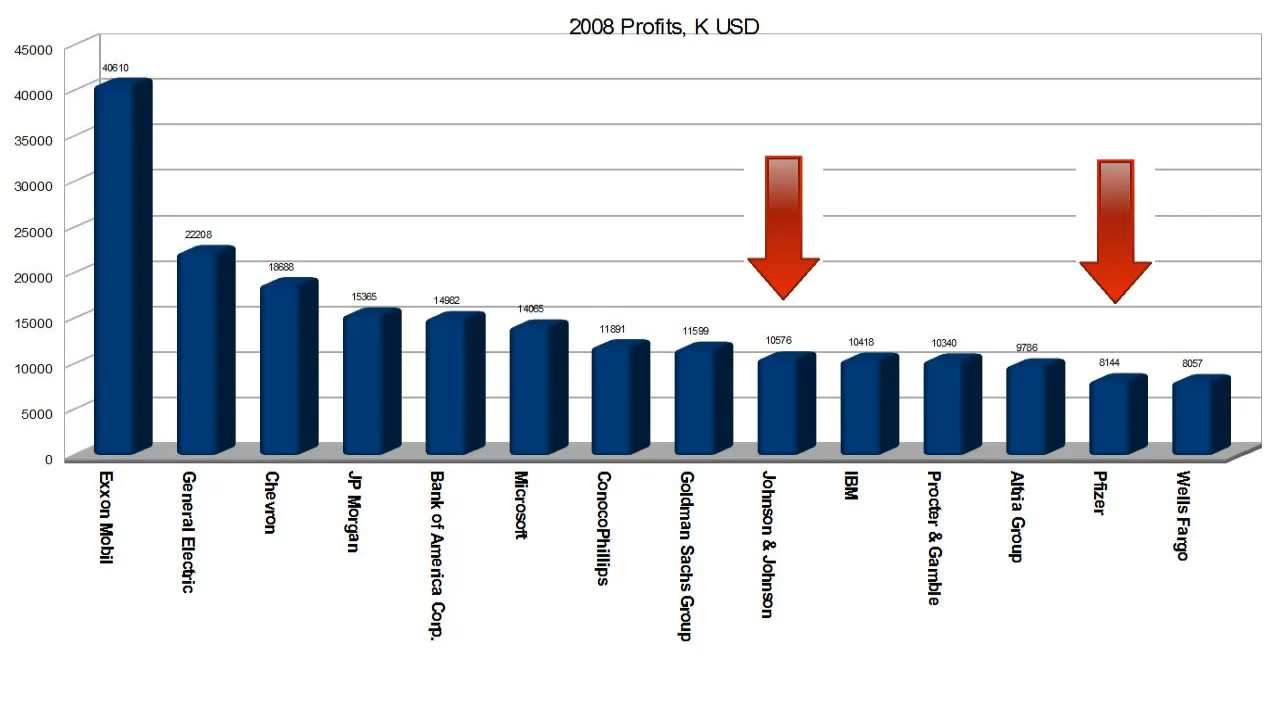 2008 Profits, K USD
45000
40000
35000
30000
25000
20000
15000
10000
5000
0
40610
22208
18688
15365
14982
14065
11891
11599
10576
10418
10340
9786
8144
8057
Exxon Mobil
General Electric
Chevron
JP Morgan
Bank of America Corp.
Microsoft
ConocoPhillips
Goldman Sachs Group
Johnson & Johnson
IBM
Procter & Gamble
Altria Group
Pfizer
Wells Fargo